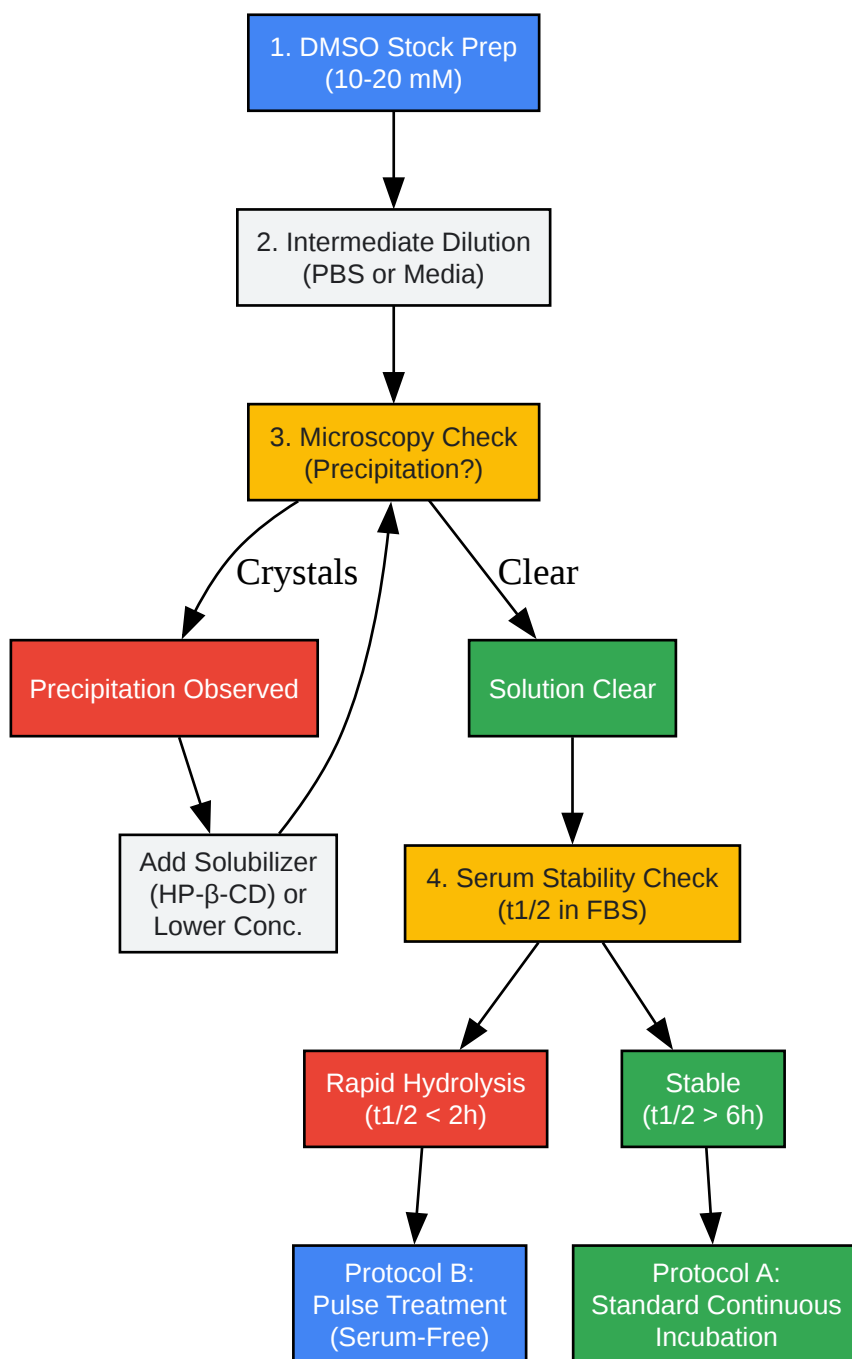 1. DMSO Stock Prep
(10-20 mM)
2. Intermediate Dilution
(PBS or Media)
3. Microscopy Check
(Precipitation?)
Crystals
Clear
Precipitation Observed
Solution Clear
Add Solubilizer
(HP-β-CD) or
Lower Conc.
4. Serum Stability Check
(t1/2 in FBS)
Rapid Hydrolysis
(t1/2 < 2h)
Stable
(t1/2 > 6h)
Protocol B:
Pulse Treatment
(Serum-Free)
Protocol A:
Standard Continuous
Incubation